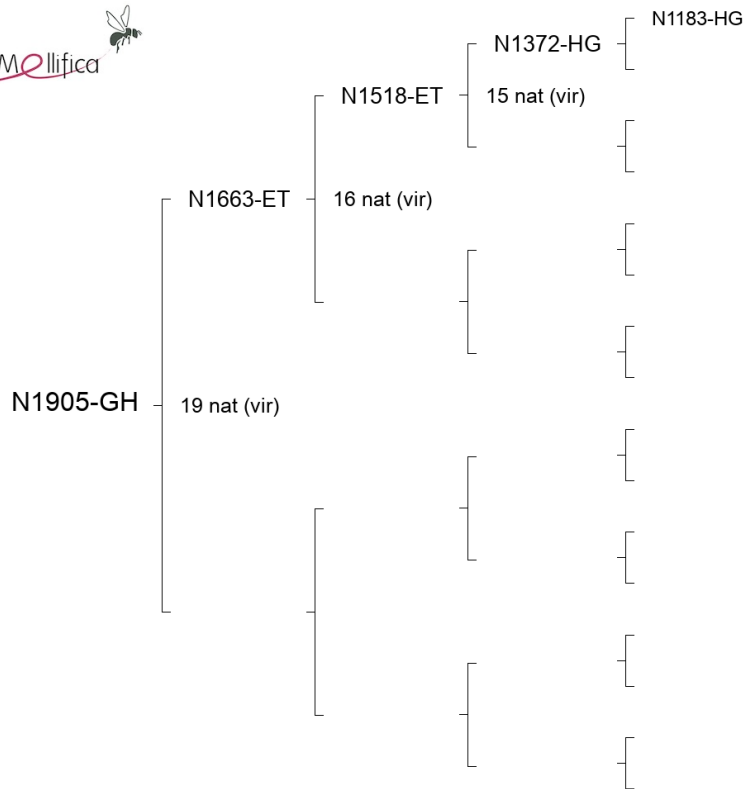 Mellifica
N1183-HG
N1372-HG
N1518-ET
15 nat (vir)
N1663-ET
16 nat (vir)
N1905-GH
19 nat (vir)